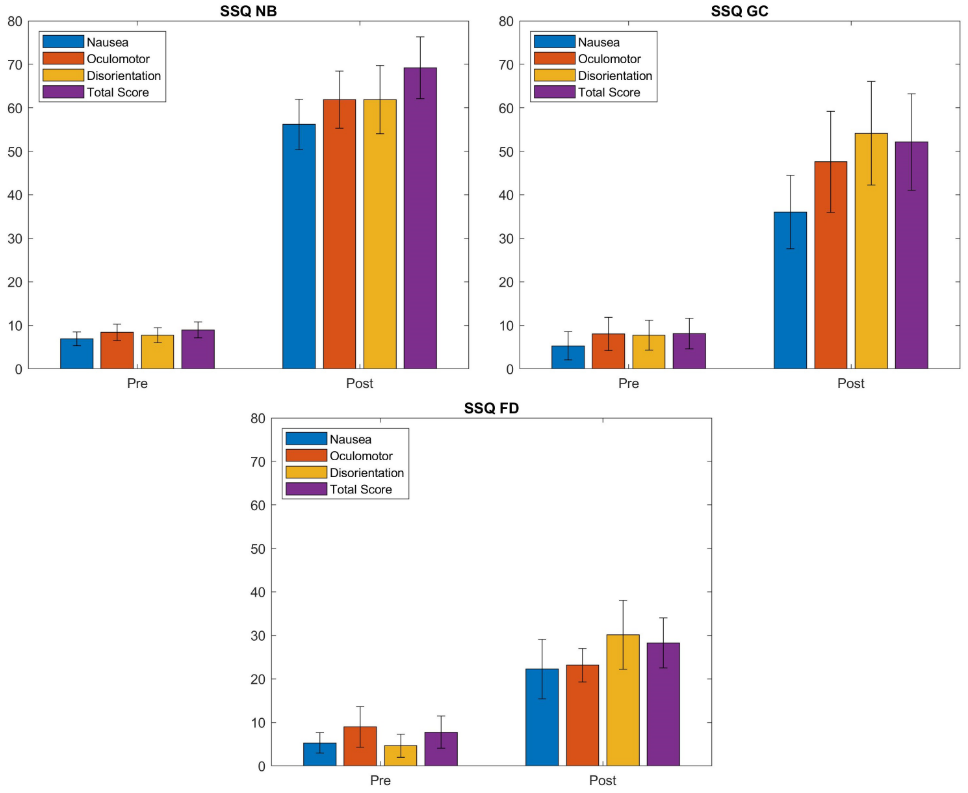 SSQ NB
80
70
60
50
40
30
20
10
0
Nausea
Oculomotor
Disorientation
Total Score
Pre
Post
SSQ GC
80
70
60
50
40
30
20
10
0
Nausea
Oculomotor
Disorientation
Total Score
Pre
Post
SSQ FD
80
70
60
50
40
30
20
10
0
Nausea
Oculomotor
Disorientation
Total Score
Pre
Post